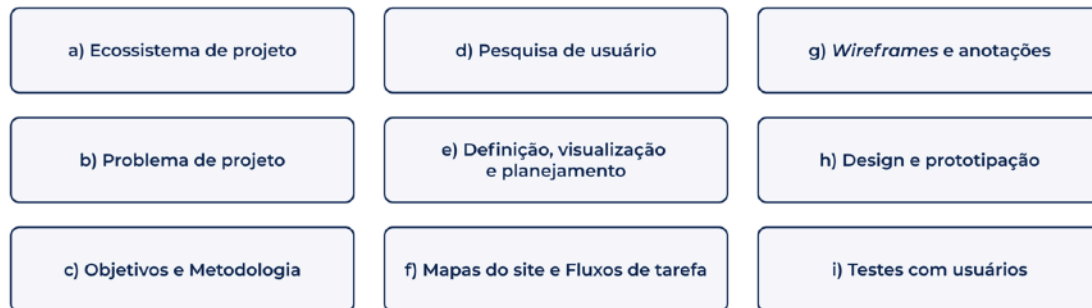 a) Ecossistema de projeto
b) Problema de projeto
c) Objetivos e Metodologia
d) Pesquisa de usuário
e) Definição, visualização
e planejamento
f) Mapas do site e Fluxos de tarefa
g) Wireframes e anotações
h) Design e prototipação
i) Testes com usuários